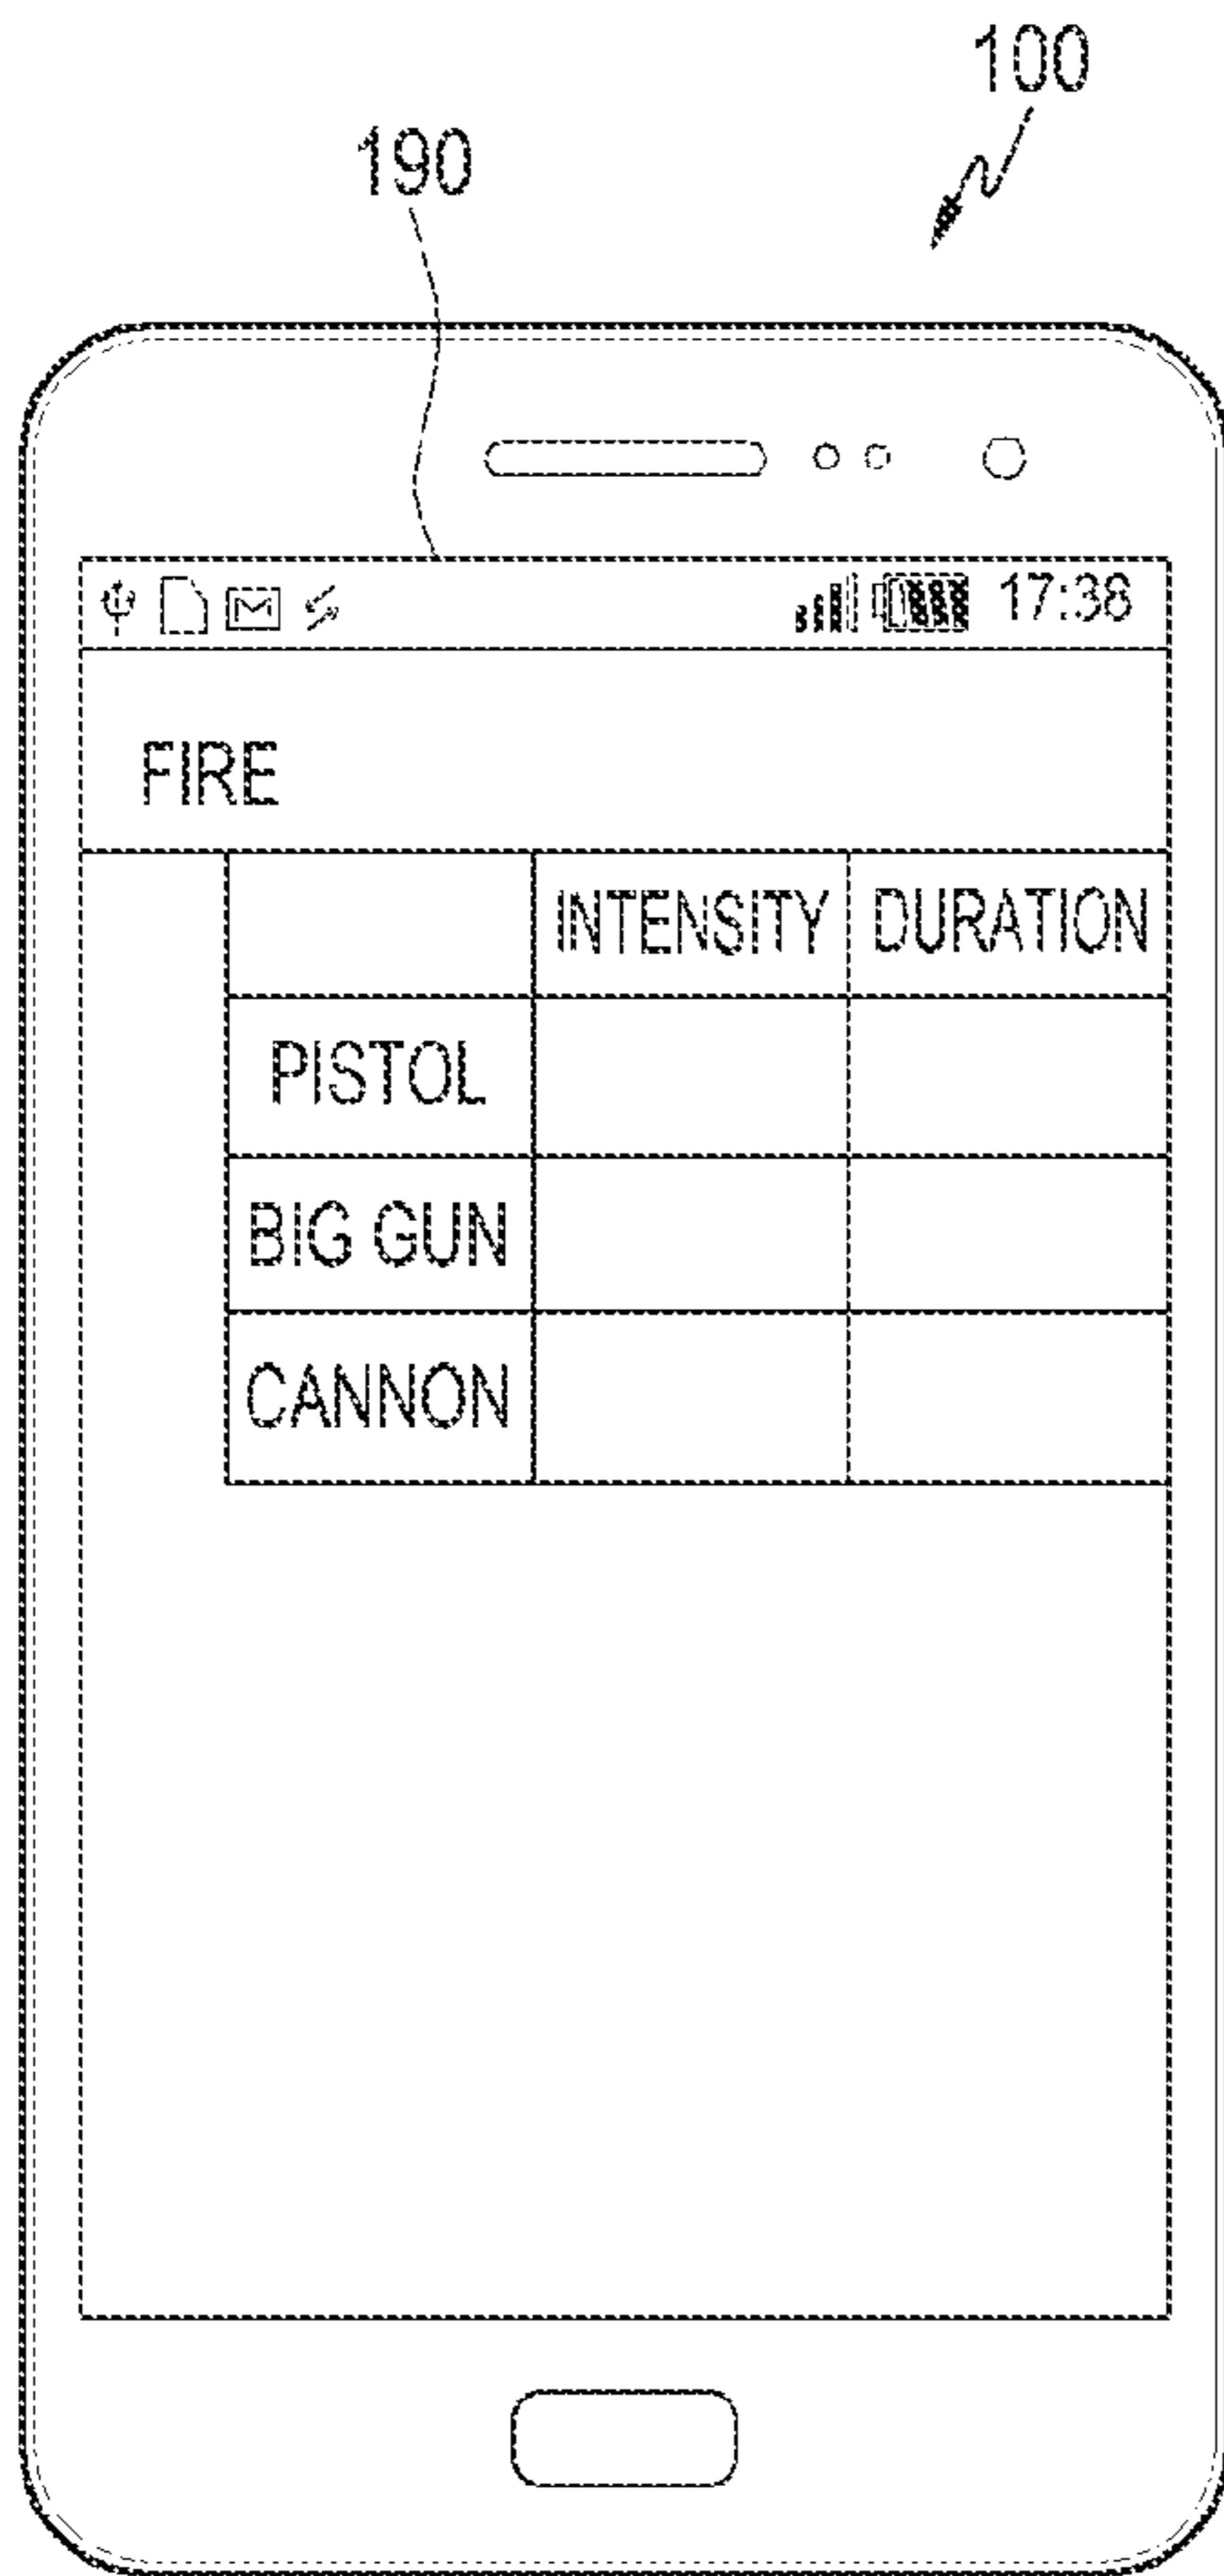 100
190
17:38
FIRE
INTENSITY DURATION
PISTOL
BIG GUN
CANNON